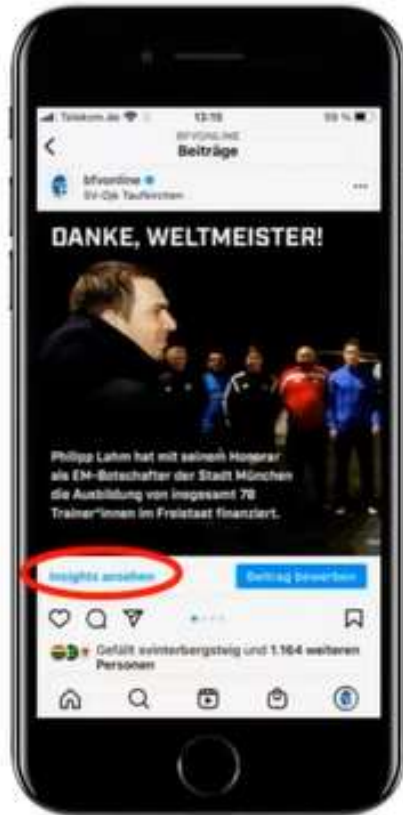 Telekom.de 13:15 59 %
BFVONLINE
Beiträge
bfvonline
SV-Djk Taufkirchen
DANKE, WELTMEISTER!
Philipp Lahm hat mit seinem Honorar
als EM-Botschafter der Stadt München
die Ausbildung von insgesamt 78
Trainer*innen im Freistaat finanziert.
Insights ansehen Beitrag bewerben
Gefällt svinterbergsteig und 1.164 weiteren
Personen